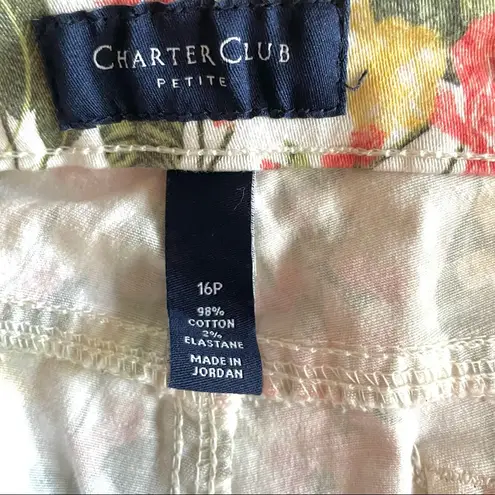 CHARTER CLUB
PETITE
16P
98%
COTTON
2%
ELASTANE
MADE IN
JORDAN